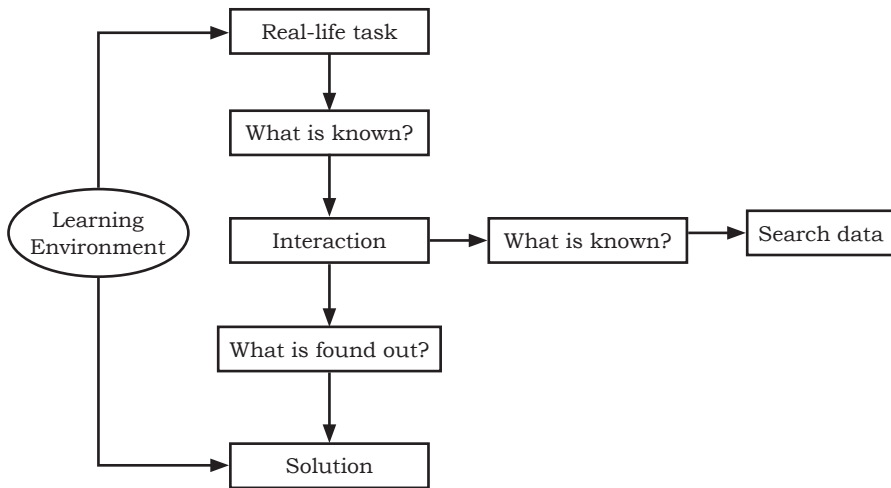 Real-life task
What is known?
Learning
Environment
Interaction
What is known?
Search data
What is found out?
Solution